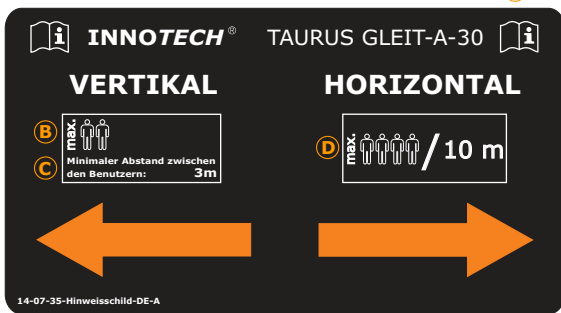 INNOTECH® TAURUS GLEIT-A-30
VERTIKAL
HORIZONTAL
B
max.
C
Minimaler Abstand zwischen
den Benutzern: 3m
D
max. / 10 m
14-07-35-Hinweisschild-DE-A